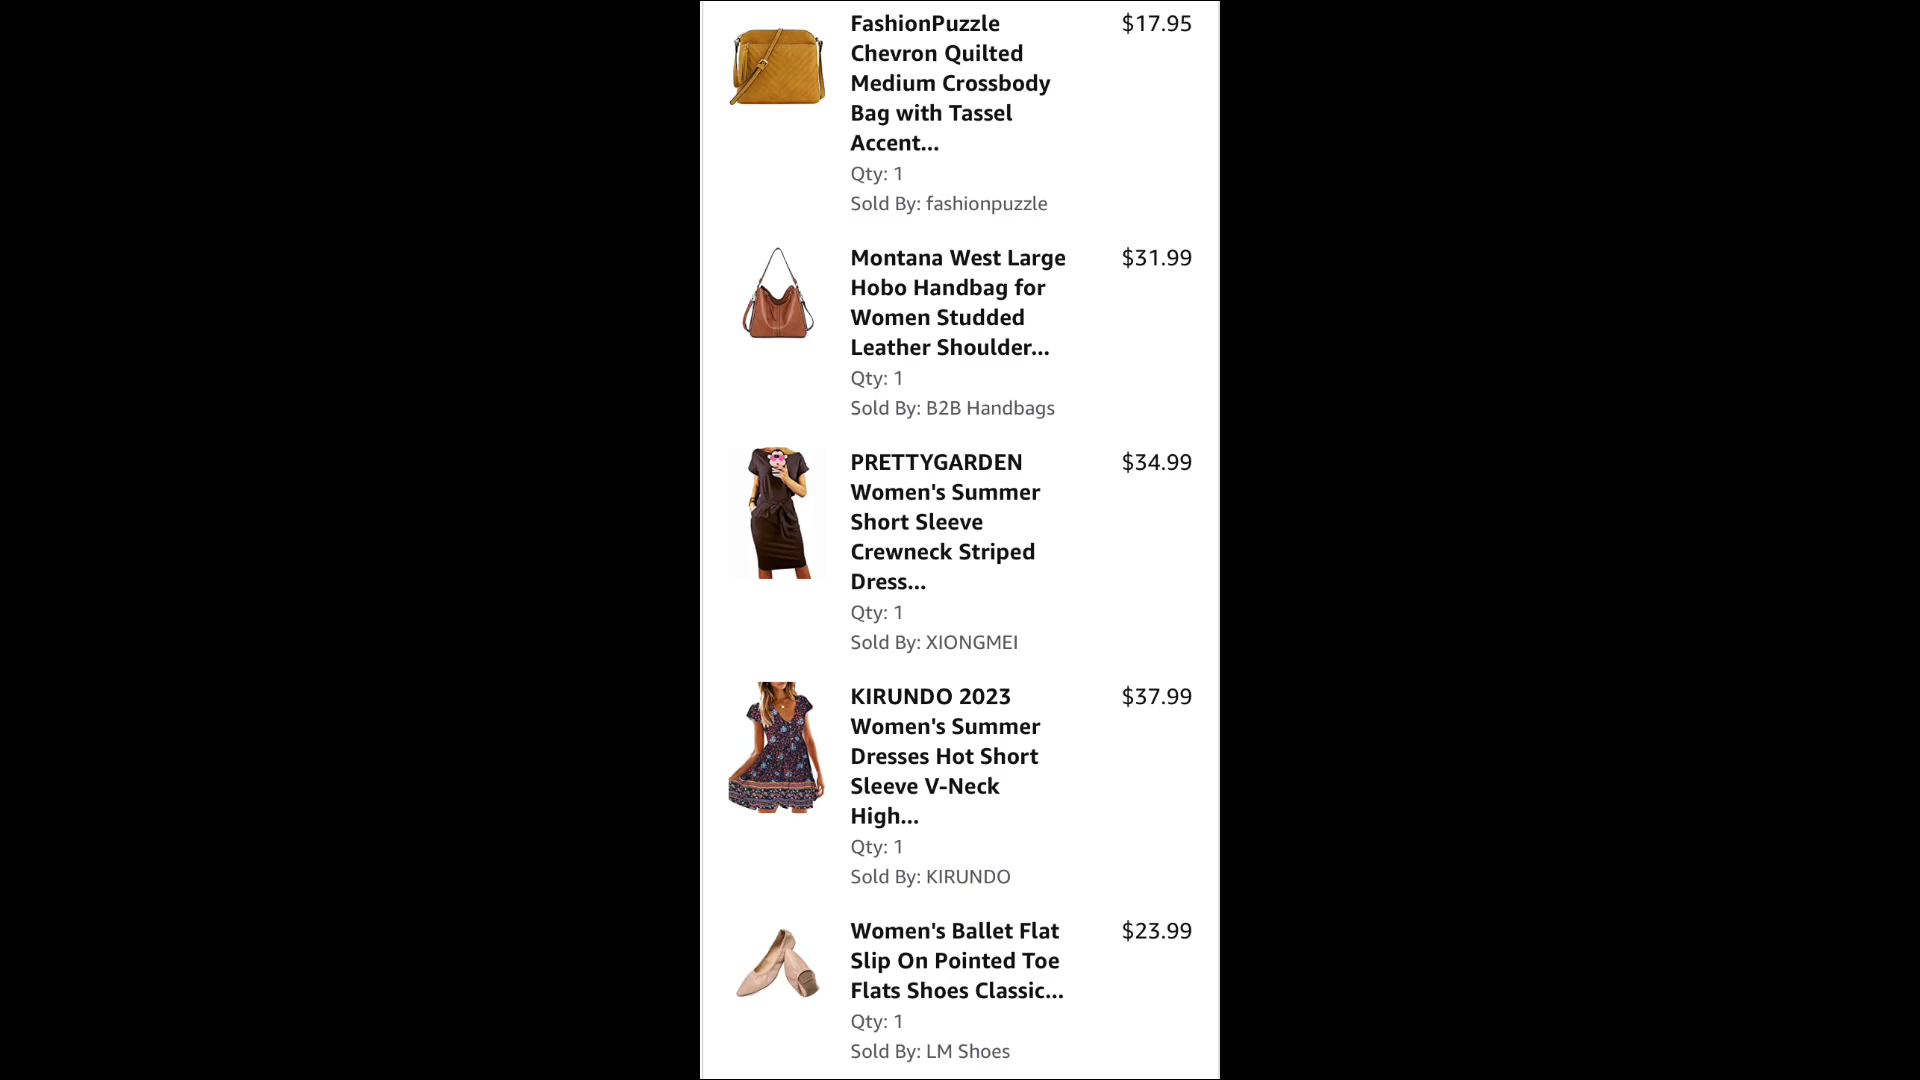 FashionPuzzle
$17.95
Chevron Quilted
Medium Crossbody
Bag with Tassel
Accent...
Qty: 1
Sold By: fashionpuzzle
Montana West Large
$31.99
Hobo Handbag for
Women Studded
Leather Shoulder...
Qty: 1
Sold By: B2B Handbags
PRETTYGARDEN
$34.99
Women's Summer
Short Sleeve
Crewneck Striped
Dress...
Qty: 1
Sold By: XIONGMEI
KIRUNDO 2023
$37.99
Women's Summer
Dresses Hot Short
Sleeve V-Neck
High...
Qty: 1
Sold By: KIRUNDO
Women's Ballet Flat
$23.99
Slip On Pointed Toe
Flats Shoes Classic...
Qty: 1
Sold By: LM Shoes